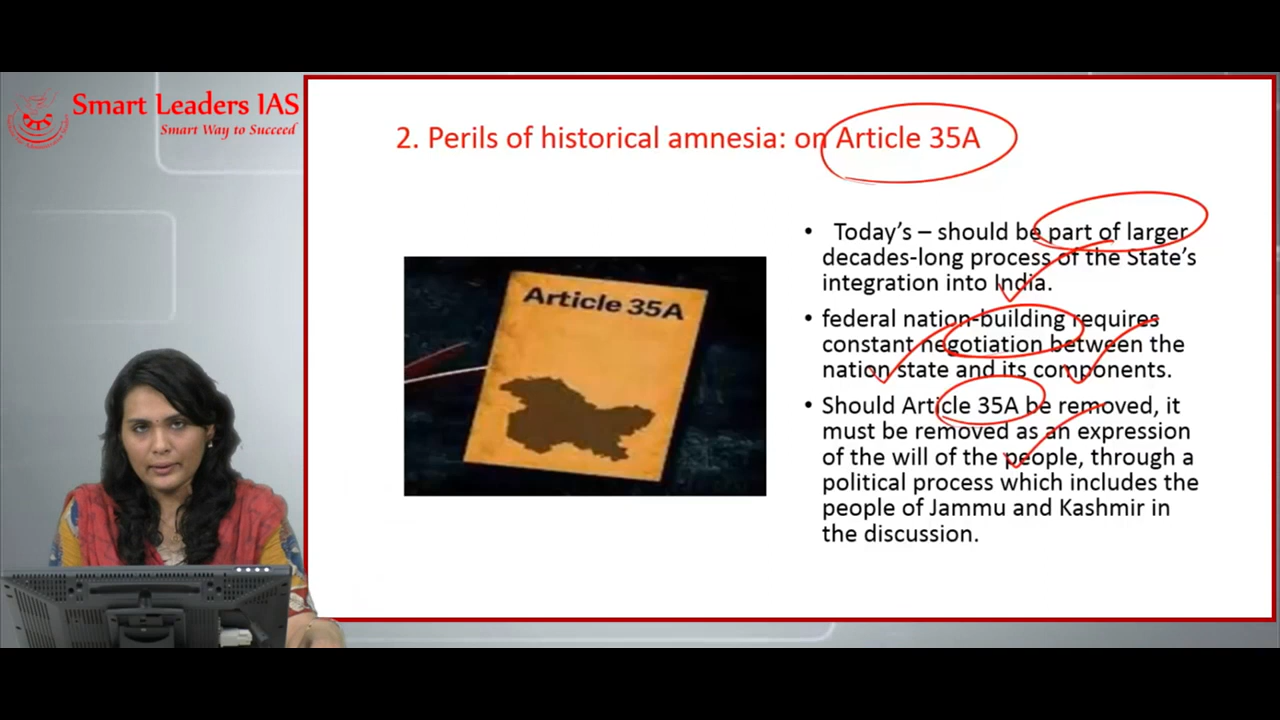 Smart Leaders IAS
Smart Way to Succeed
2. Perils of historical amnesia: on Article 35A
Article 35A
• Today's – should be part of larger
decades-long process of the State's
integration into India.
• federal nation-building requires
constant negotiation between the
nation state and its components.
• Should Article 35A be removed, it
must be removed as an expression
of the will of the people, through a
political process which includes the
people of Jammu and Kashmir in
the discussion.